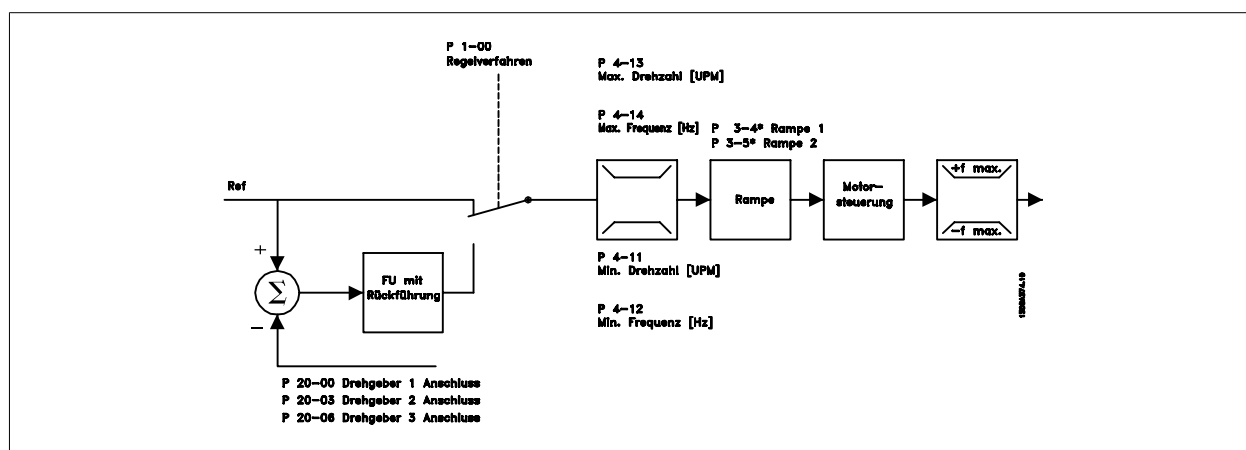 P 1-00
Regelverfahren
P 4-13
Max. Drehzahl [UPM]
P 4-14
Max. Frequenz [Hz]
P 3-4* Rampe 1
P 3-5* Rampe 2
Ref
Rampe
Motor-
steuerung
+f max.
-f max.
+
Σ
−
FU mit
Rückführung
P 4-11
Min. Drehzahl [UPM]
P 4-12
Min. Frequenz [Hz]
P 20-00 Drehgeber 1 Anschluss
P 20-03 Drehgeber 2 Anschluss
P 20-06 Drehgeber 3 Anschluss